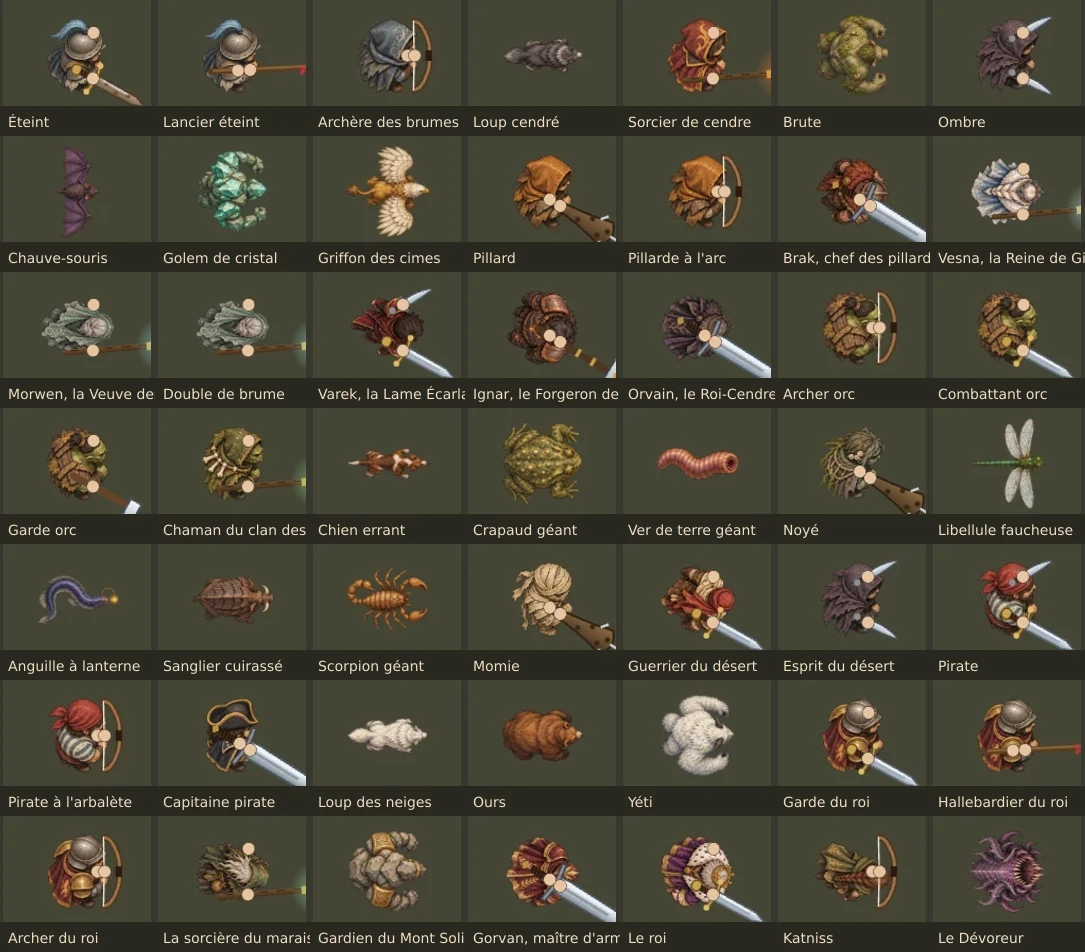 Éteint
Lancier éteint
Archère des brumes
Loup cendré
Sorcier de cendre
Brute
Ombre
Chauve-souris
Golem de cristal
Griffon des cimes
Pillard
Pillarde à l'arc
Brak, chef des pillard
Vesna, la Reine de Gi
Morwen, la Veuve de
Double de brume
Varek, la Lame Écarla
Ignar, le Forgeron de
Orvain, le Roi-Cendre
Archer orc
Combattant orc
Garde orc
Chaman du clan des
Chien errant
Crapaud géant
Ver de terre géant
Noyé
Libellule faucheuse
Anguille à lanterne
Sanglier cuirassé
Scorpion géant
Momie
Guerrier du désert
Esprit du désert
Pirate
Pirate à l'arbalète
Capitaine pirate
Loup des neiges
Ours
Yéti
Garde du roi
Hallebardier du roi
Archer du roi
La sorcière du marais
Gardien du Mont Soli
Gorvan, maître d'arm
Le roi
Katniss
Le Dévoreur